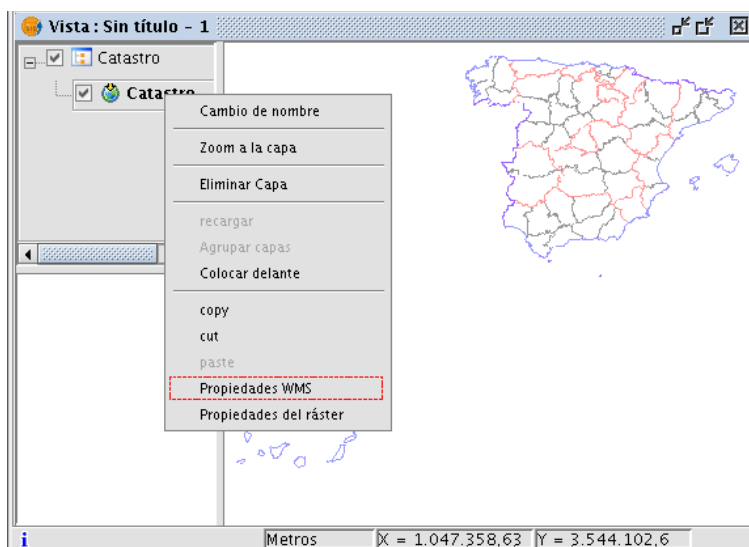 Vista : Sin título - 1
Catastro
Catastro
Cambio de nombre
Zoom a la capa
Eliminar Capa
recargar
Agrupar capas
Colocar delante
copy
cut
paste
Propiedades WMS
Propiedades del ráster
Metros X = 1.047.358,63 Y = 3.544.102,6